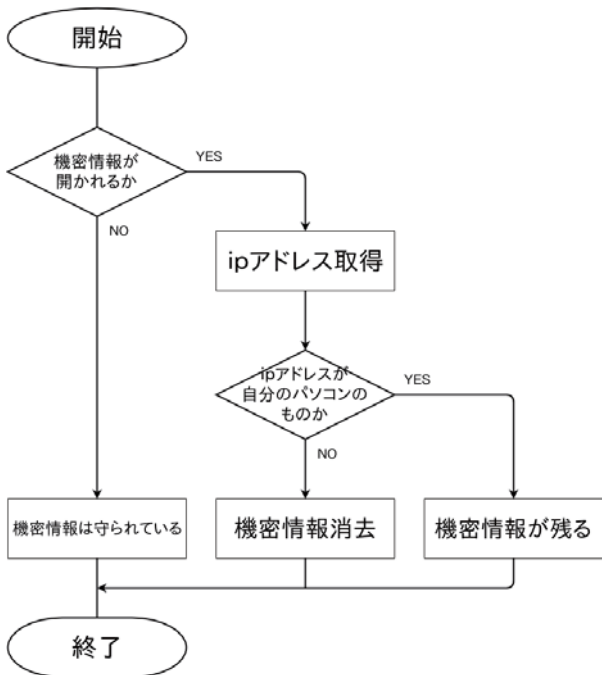 開始
機密情報が
開かれるか
YES
NO
ipアドレス取得
ipアドレスが
自分のパソコンの
ものか
YES
NO
機密情報は守られている
機密情報消去
機密情報が残る
終了